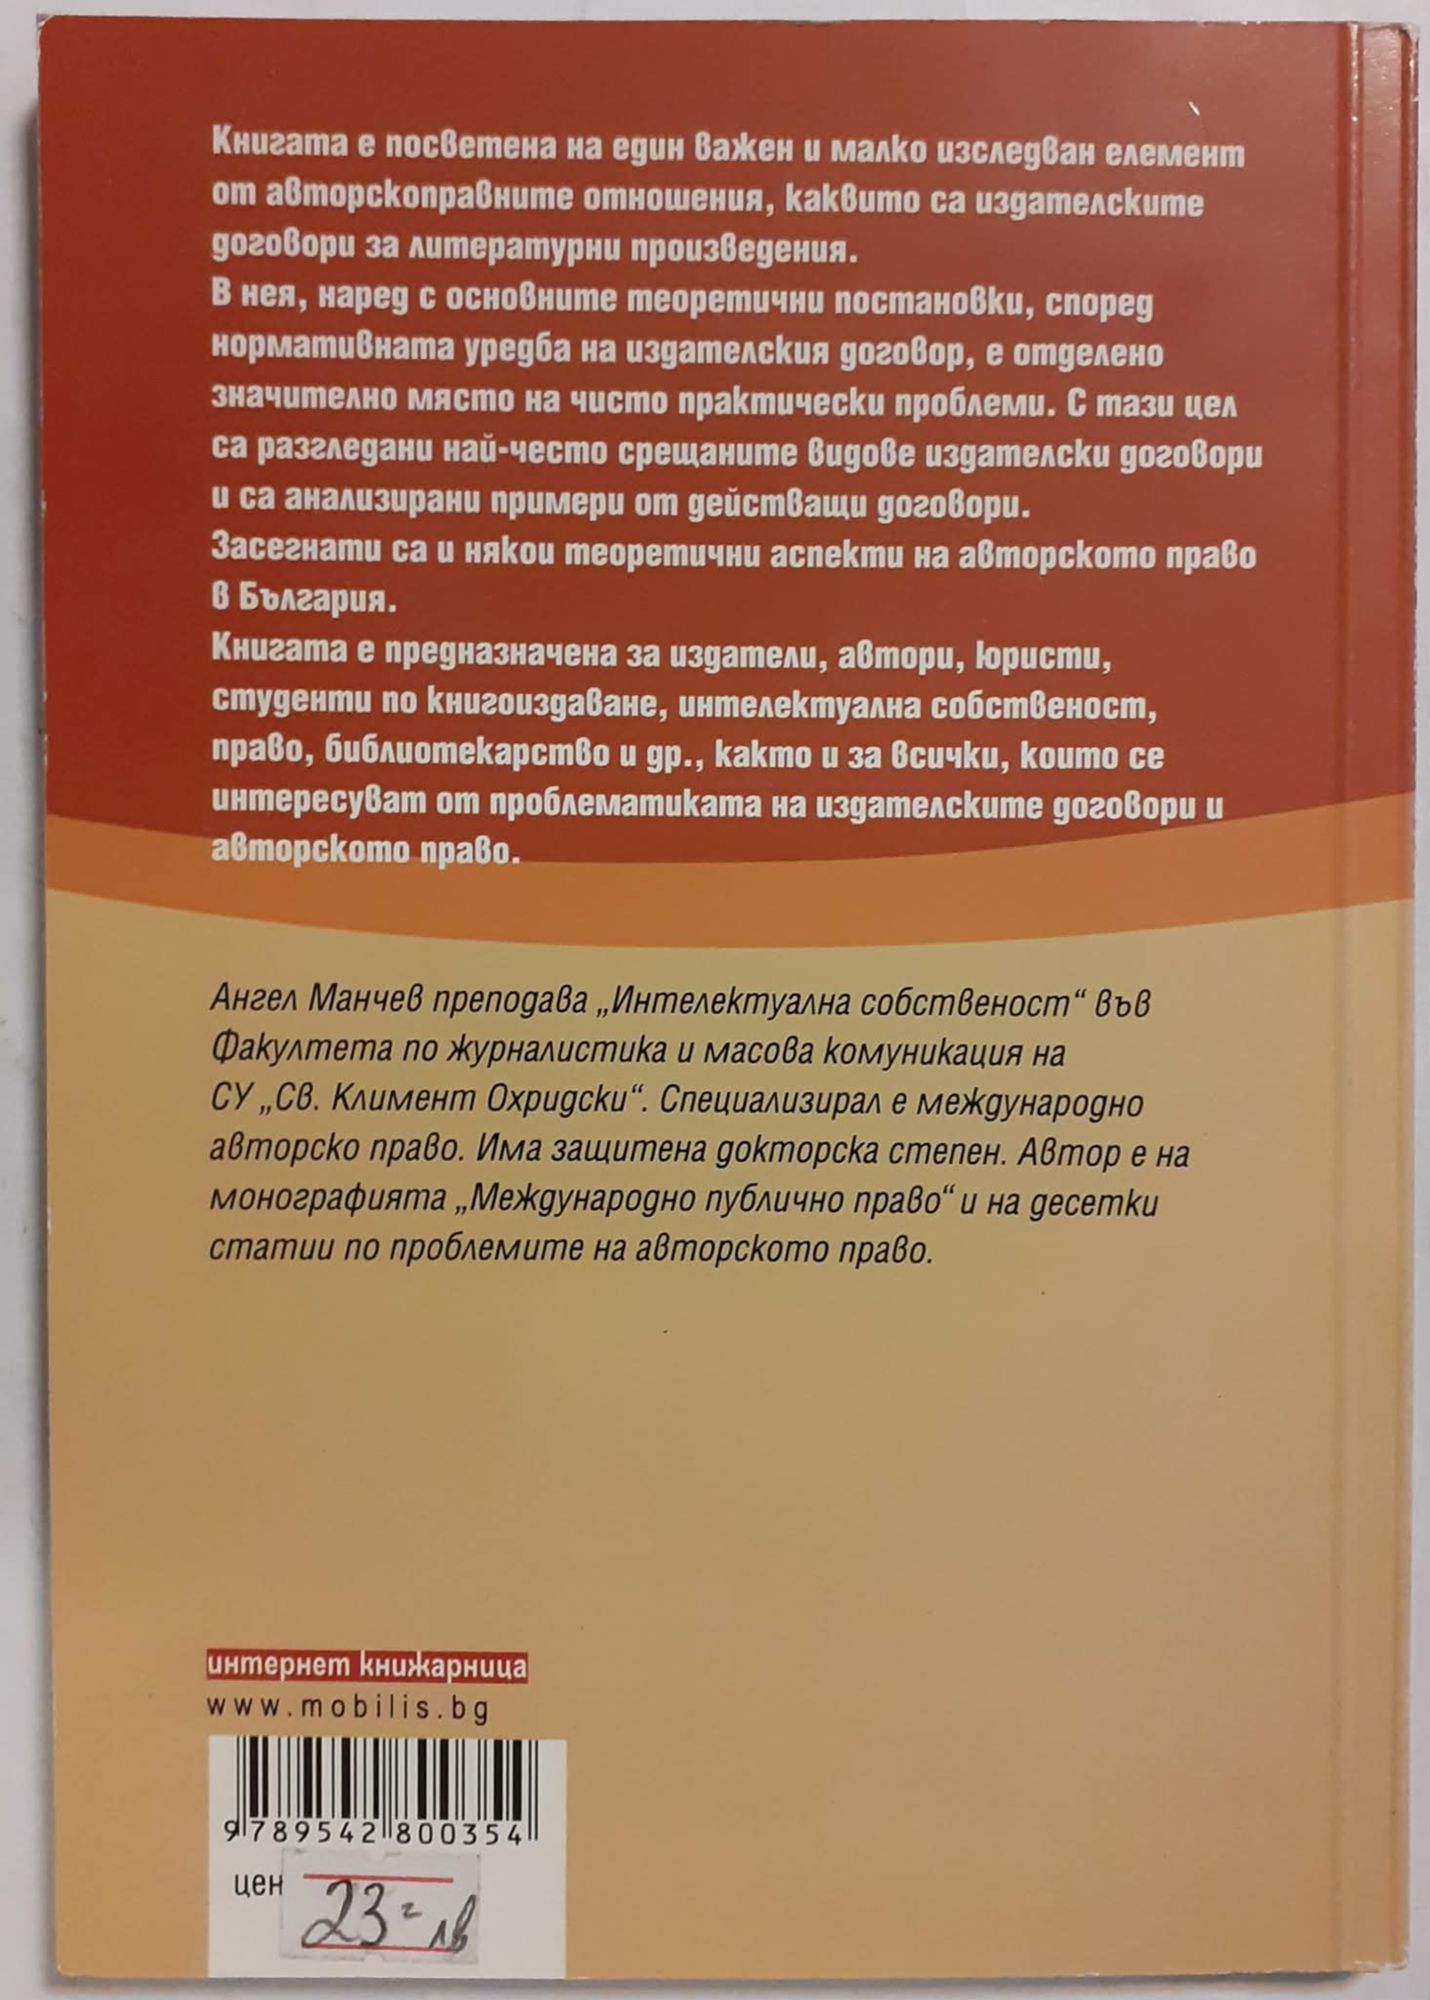 Книгата е посветена на един важен и малко изследван елемент
от авторскоправните отношения, каквито са издателските
договори за литературни произведения.
В нея, наред с основните теоретични постановки, според
нормативната уредба на издателския договор, е отделено
значително място на чисто практически проблеми. С тази цел
са разгледани най-често срещаните видове издателски договори
и са анализирани примери от действащи договори.
Засегнати са и някои теоретични аспекти на авторското право
в България.
Книгата е предназначена за издатели, автори, юристи,
студенти по книгоиздаване, интелектуална собственост,
право, библиотекарство и др., както и за всички, които се
интересуват от проблематиката на издателските договори и
авторското право.
Ангел Манчев преподава „Интелектуална собственост“ във
Факултета по журналистика и масова комуникация на
СУ „Св. Климент Охридски“. Специализирал е международно
авторско право. Има защитена докторска степен. Автор е на
монографията „Международно публично право“ и на десетки
статии по проблемите на авторското право.
интернет книжарница
www.mobilis.bg
9 789542 800354
цен
23 = лв